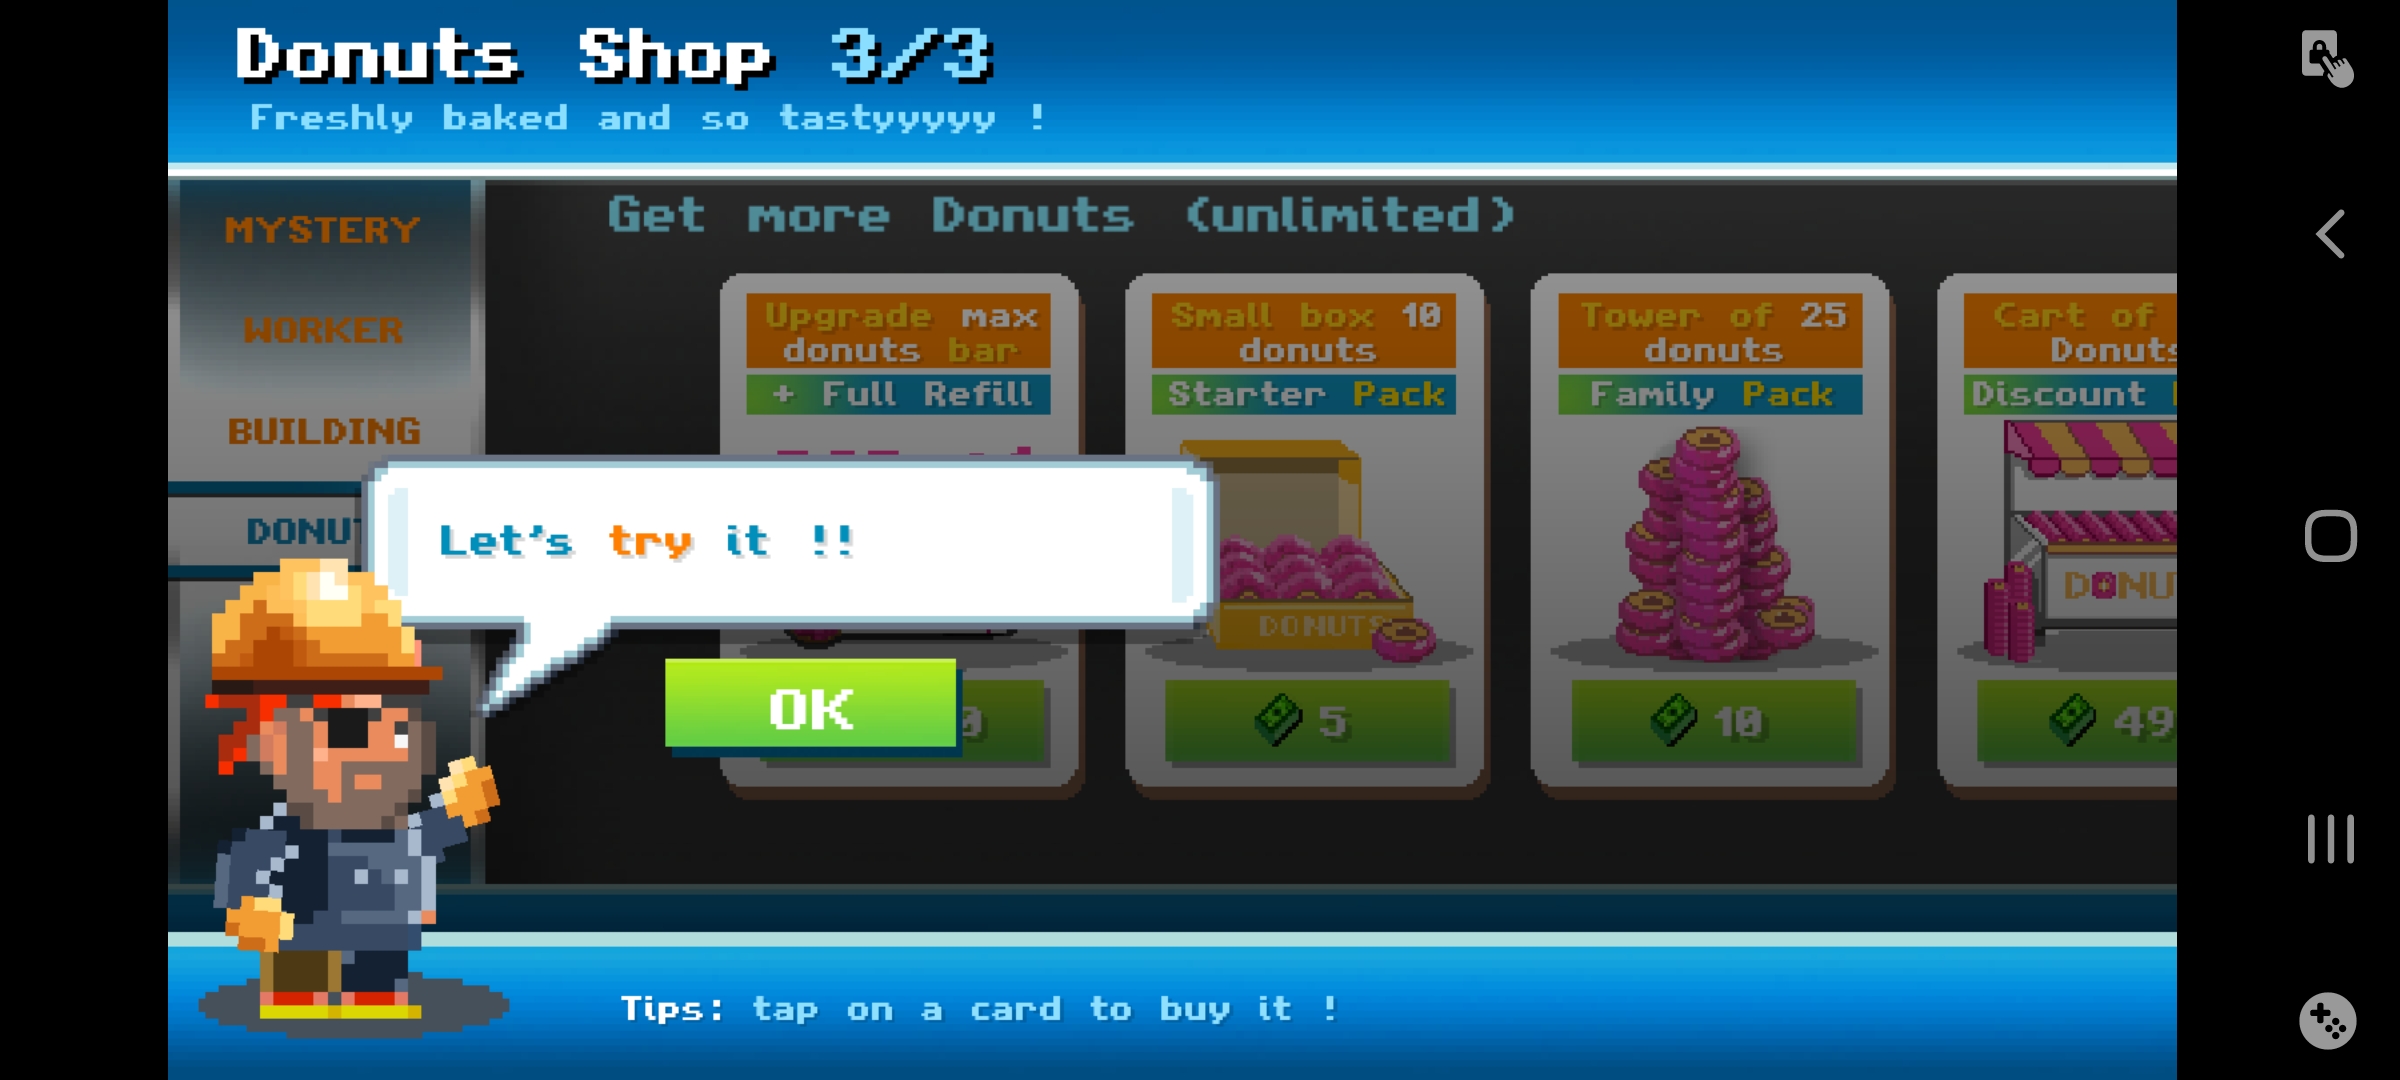 Donuts Shop 3/3
Freshly baked and so tastyyyyy !
MYSTERY
WORKER
BUILDING
Get more Donuts (unlimited)
Upgrade max
donuts bar
+ Full Refill
Small box 10
donuts
Starter Pack
Tower of 25
donuts
Family Pack
Cart of
Donuts
Discount
Let's try it !!
DONUTS
OK
5
10
49
Tips: tap on a card to buy it !